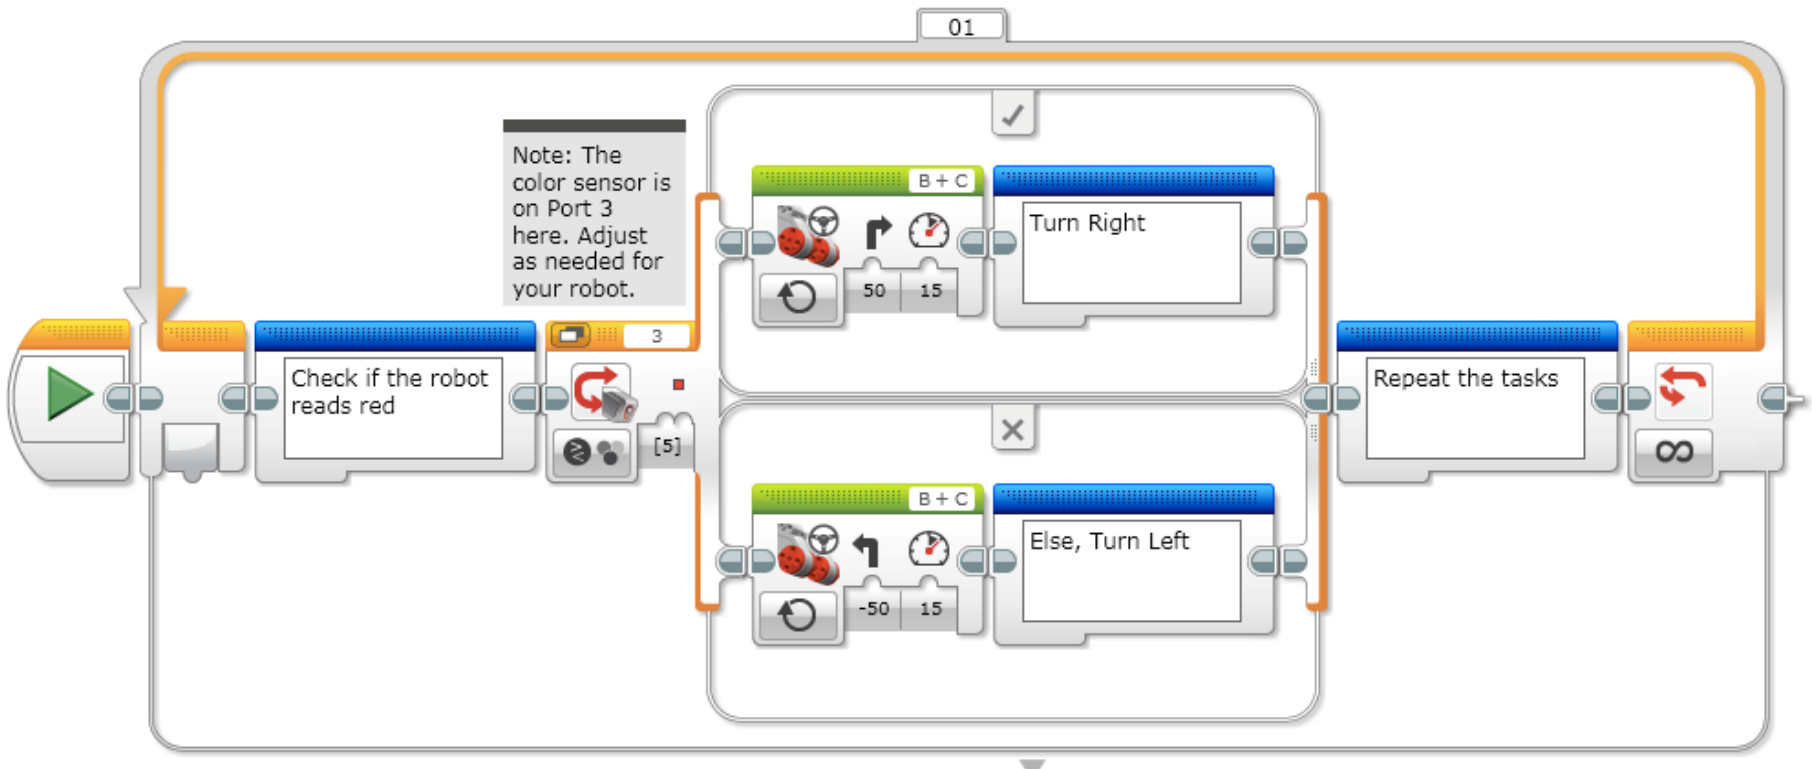 01
Note: The
color sensor is
on Port 3
here. Adjust
as needed for
your robot.
B + C
Turn Right
50 15
3
Check if the robot
reads red
[5]
Repeat the tasks
∞
B + C
Else, Turn Left
-50 15